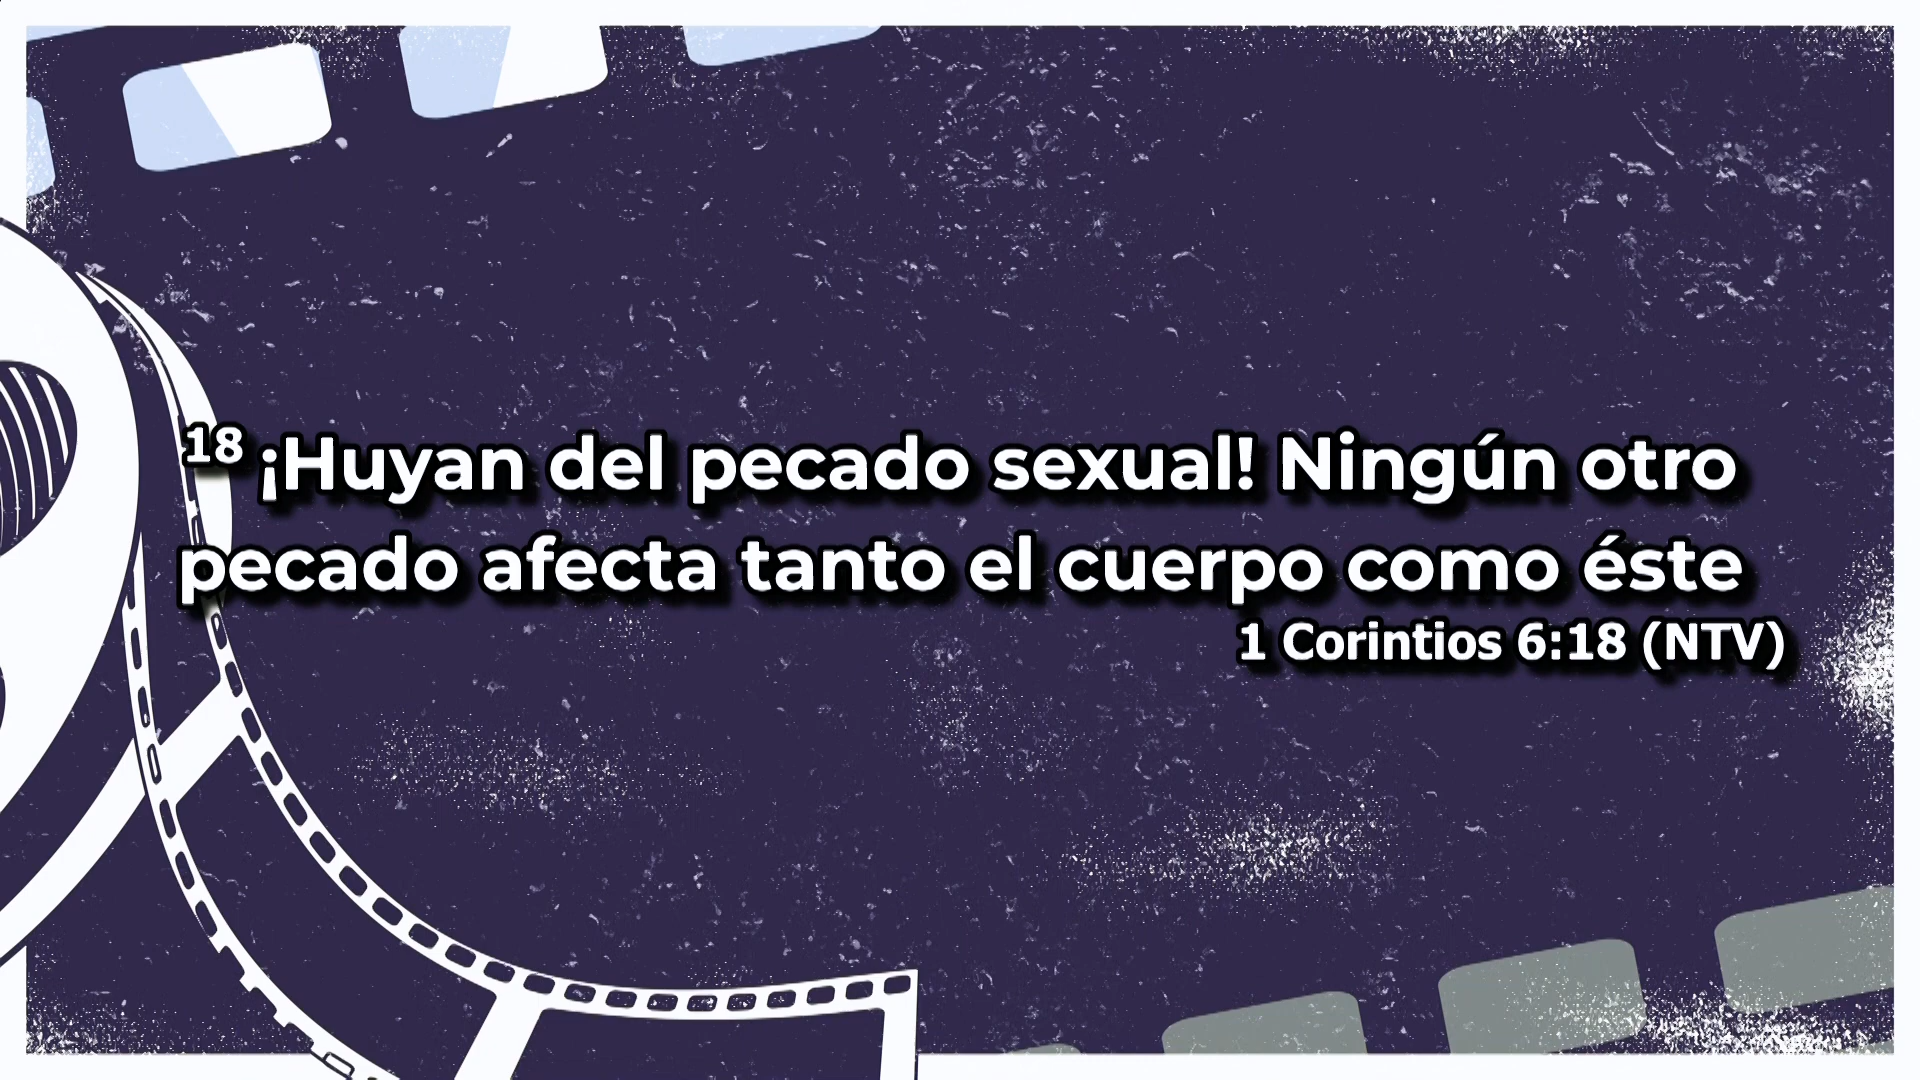 18 ¡Huyan del pecado sexual! Ningún otro
pecado afecta tanto el cuerpo como éste
1 Corintios 6:18 (NTV)